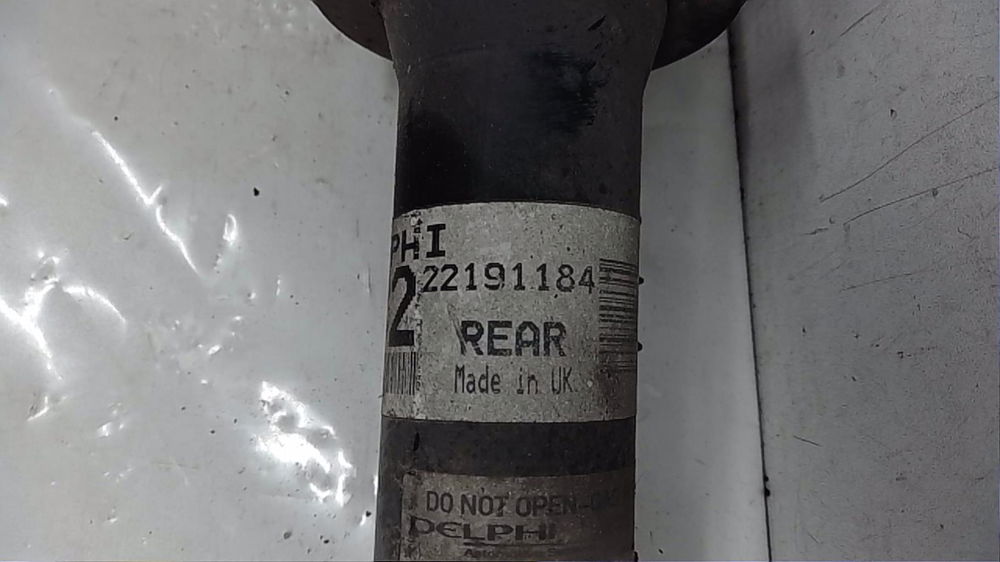 PHI
2 22191184
REAR
Made in UK
DO NOT OPEN-
DELPHI